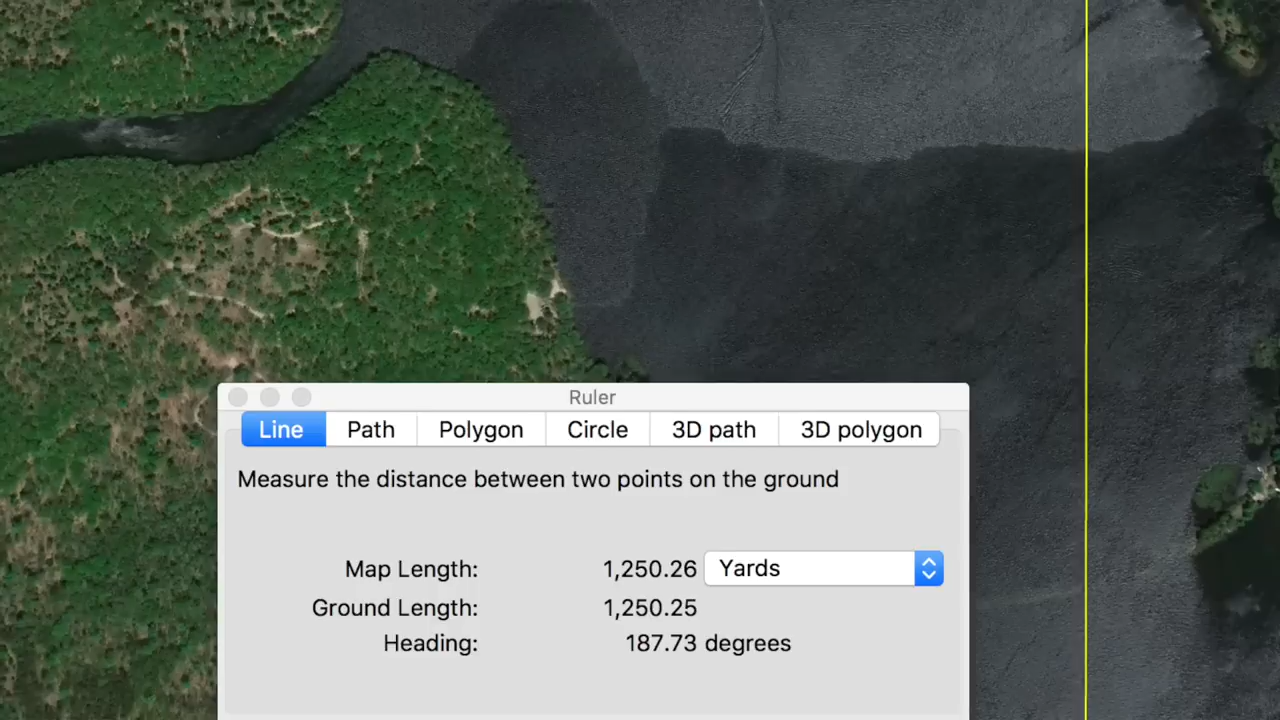 Ruler
Line Path Polygon Circle 3D path 3D polygon
Measure the distance between two points on the ground
Map Length: 1,250.26 Yards
Ground Length: 1,250.25
Heading: 187.73 degrees